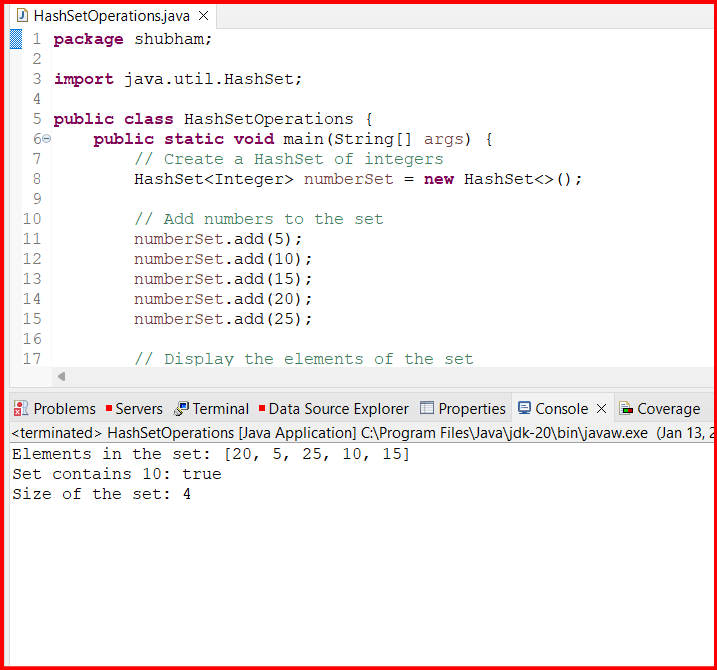 HashSetOperations.java
1 package shubham;
2
3 import java.util.HashSet;
4
5 public class HashSetOperations {
6 public static void main(String[] args) {
7 // Create a HashSet of integers
8 HashSet<Integer> numberSet = new HashSet<>();
9
10 // Add numbers to the set
11 numberSet.add(5);
12 numberSet.add(10);
13 numberSet.add(15);
14 numberSet.add(20);
15 numberSet.add(25);
16
17 // Display the elements of the set
Problems Servers Terminal Data Source Explorer Properties Console Coverage
<terminated> HashSetOperations [Java Application] C:\Program Files\Java\jdk-20\bin\javaw.exe (Jan 13, 2
Elements in the set: [20, 5, 25, 10, 15]
Set contains 10: true
Size of the set: 4